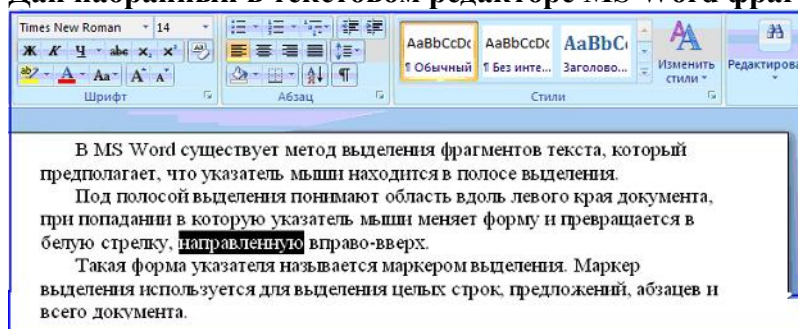 Дан набранный в текстовом редакторе MS Word фраг
Times New Roman 14
Ж К Ч abe x, x²
Aa A A
Шрифт
Абзац
AaBbCcDc AaBbCcDc AaBbC
¶ Обычный ¶ Без инте... Заголово...
Изменить стили
Стили
Редактирова
В MS Word существует метод выделения фрагментов текста, который
предполагает, что указатель мыши находится в полосе выделения.
Под полосой выделения понимают область вдоль левого края документа,
при попадании в которую указатель мыши меняет форму и превращается в
белую стрелку, направленную вправо-вверх.
Такая форма указателя называется маркером выделения. Маркер
выделения используется для выделения целых строк, предложений, абзацев и
всего документа.